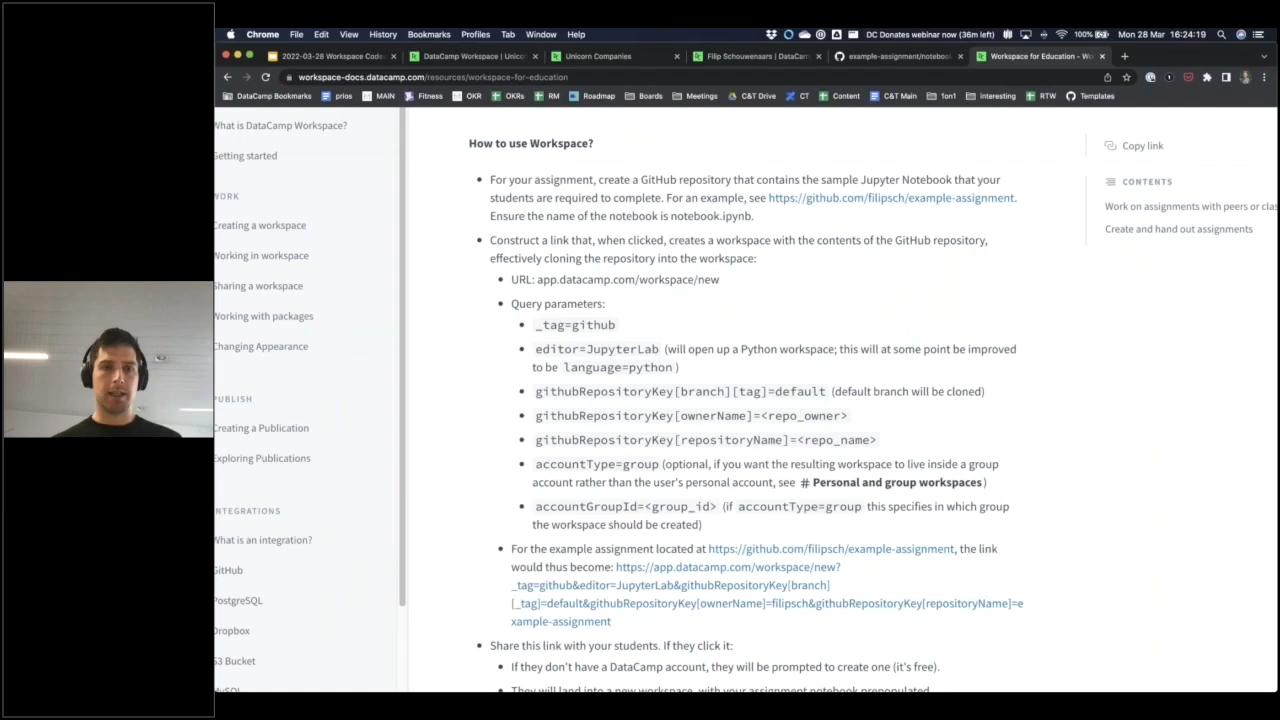 Chrome File Edit View History Bookmarks Profiles Tab Window Help DC Donates webinar now (36m left) 100% Mon 28 Mar 16:24:19
2022-03-28 Workspace Code DataCamp Workspace | Unico Unicorn Companies Filip Schouwenaars | DataCam example-assignment/notebook Workspace for Education - Wo
workspace-docs.datacamp.com/resources/workspace-for-education
DataCamp Bookmarks prios MAIN Fitness OKR OKRs RM Roadmap Boards Meetings C&T Drive CT Content C&T Main 1on1 interesting RTW Templates
What is DataCamp Workspace?
Getting started
WORK
Creating a workspace
Working in workspace
Sharing a workspace
Working with packages
Changing Appearance
PUBLISH
Creating a Publication
Exploring Publications
INTEGRATIONS
What is an integration?
GitHub
PostgreSQL
Dropbox
S3 Bucket
MySQL
How to use Workspace?
For your assignment, create a GitHub repository that contains the sample Jupyter Notebook that your
students are required to complete. For an example, see https://github.com/filipsch/example-assignment.
Ensure the name of the notebook is notebook.ipynb.
Construct a link that, when clicked, creates a workspace with the contents of the GitHub repository,
effectively cloning the repository into the workspace:
URL: app.datacamp.com/workspace/new
Query parameters:
_tag=github
editor=JupyterLab (will open up a Python workspace; this will at some point be improved
to be language=python )
githubRepositoryKey[branch][tag]=default (default branch will be cloned)
githubRepositoryKey[ownerName]=<repo_owner>
githubRepositoryKey[repositoryName]=<repo_name>
accountType=group (optional, if you want the resulting workspace to live inside a group
account rather than the user's personal account, see # Personal and group workspaces )
accountGroupId=<group_id> (if accountType=group this specifies in which group
the workspace should be created)
For the example assignment located at https://github.com/filipsch/example-assignment, the link
would thus become: https://app.datacamp.com/workspace/new?
_tag=github&editor=JupyterLab&githubRepositoryKey[branch]
[_tag]=default&githubRepositoryKey[ownerName]=filipsch&githubRepositoryKey[repositoryName]=e
xample-assignment
Share this link with your students. If they click it:
If they don't have a DataCamp account, they will be prompted to create one (it's free).
They will land into a new workspace, with your assignment notebook prepopulated.
Copy link
CONTENTS
Work on assignments with peers or clas
Create and hand out assignments